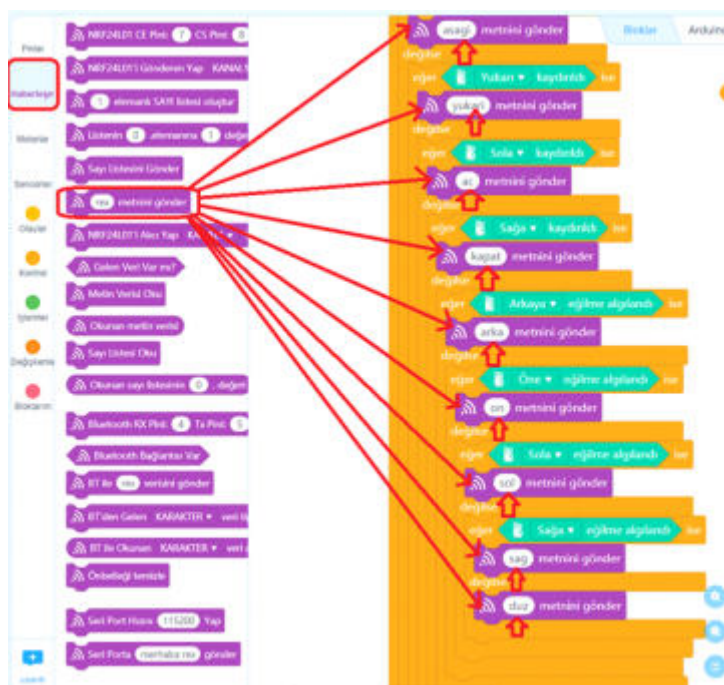 Pinler
Haberleşme
Motorlar
Sensörler
Olaylar
Kontrol
İşlemler
Değişkenler
Bloklarım
NRF24L01 CE Pini: 7 CS Pini: 8
NRF24L01'i Gönderen Yap KANAL
1 elemanlı SAYI listesi oluştur
Listenin 0 .elemanına 1 değe
Sayı Listesini Gönder
rex metnini gönder
NRF24L01'i Alıcı Yap
Gelen Veri Var mı?
Metin Verisi Oku
Okunan metin verisi
Sayı Listesi Oku
Okunan sayı listesinin 0 . değeri
Bluetooth RX Pini: 4 Tx Pini: 5
Bluetooth Bağlantısı Var
BT ile rex verisini gönder
BT'den Gelen KARAKTER veri
BT ile Okunan KARAKTER veri
Önbelleği temizle
Seri Port Hızını 115200 Yap
Seri Porta merhaba rex gönder
Bloklar Arduino
asagi metnini gönder
değilse
eğer Yukarı kaydırıldı ise
yukari metnini gönder
değilse
eğer Sola kaydırıldı ise
ac metnini gönder
değilse
eğer Sağa kaydırıldı ise
kapat metnini gönder
değilse
eğer Arkaya eğilme algılandı ise
arka metnini gönder
değilse
eğer Öne eğilme algılandı ise
on metnini gönder
değilse
eğer Sola eğilme algılandı ise
sol metnini gönder
değilse
eğer Sağa eğilme algılandı ise
sag metnini gönder
değilse
duz metnini gönder